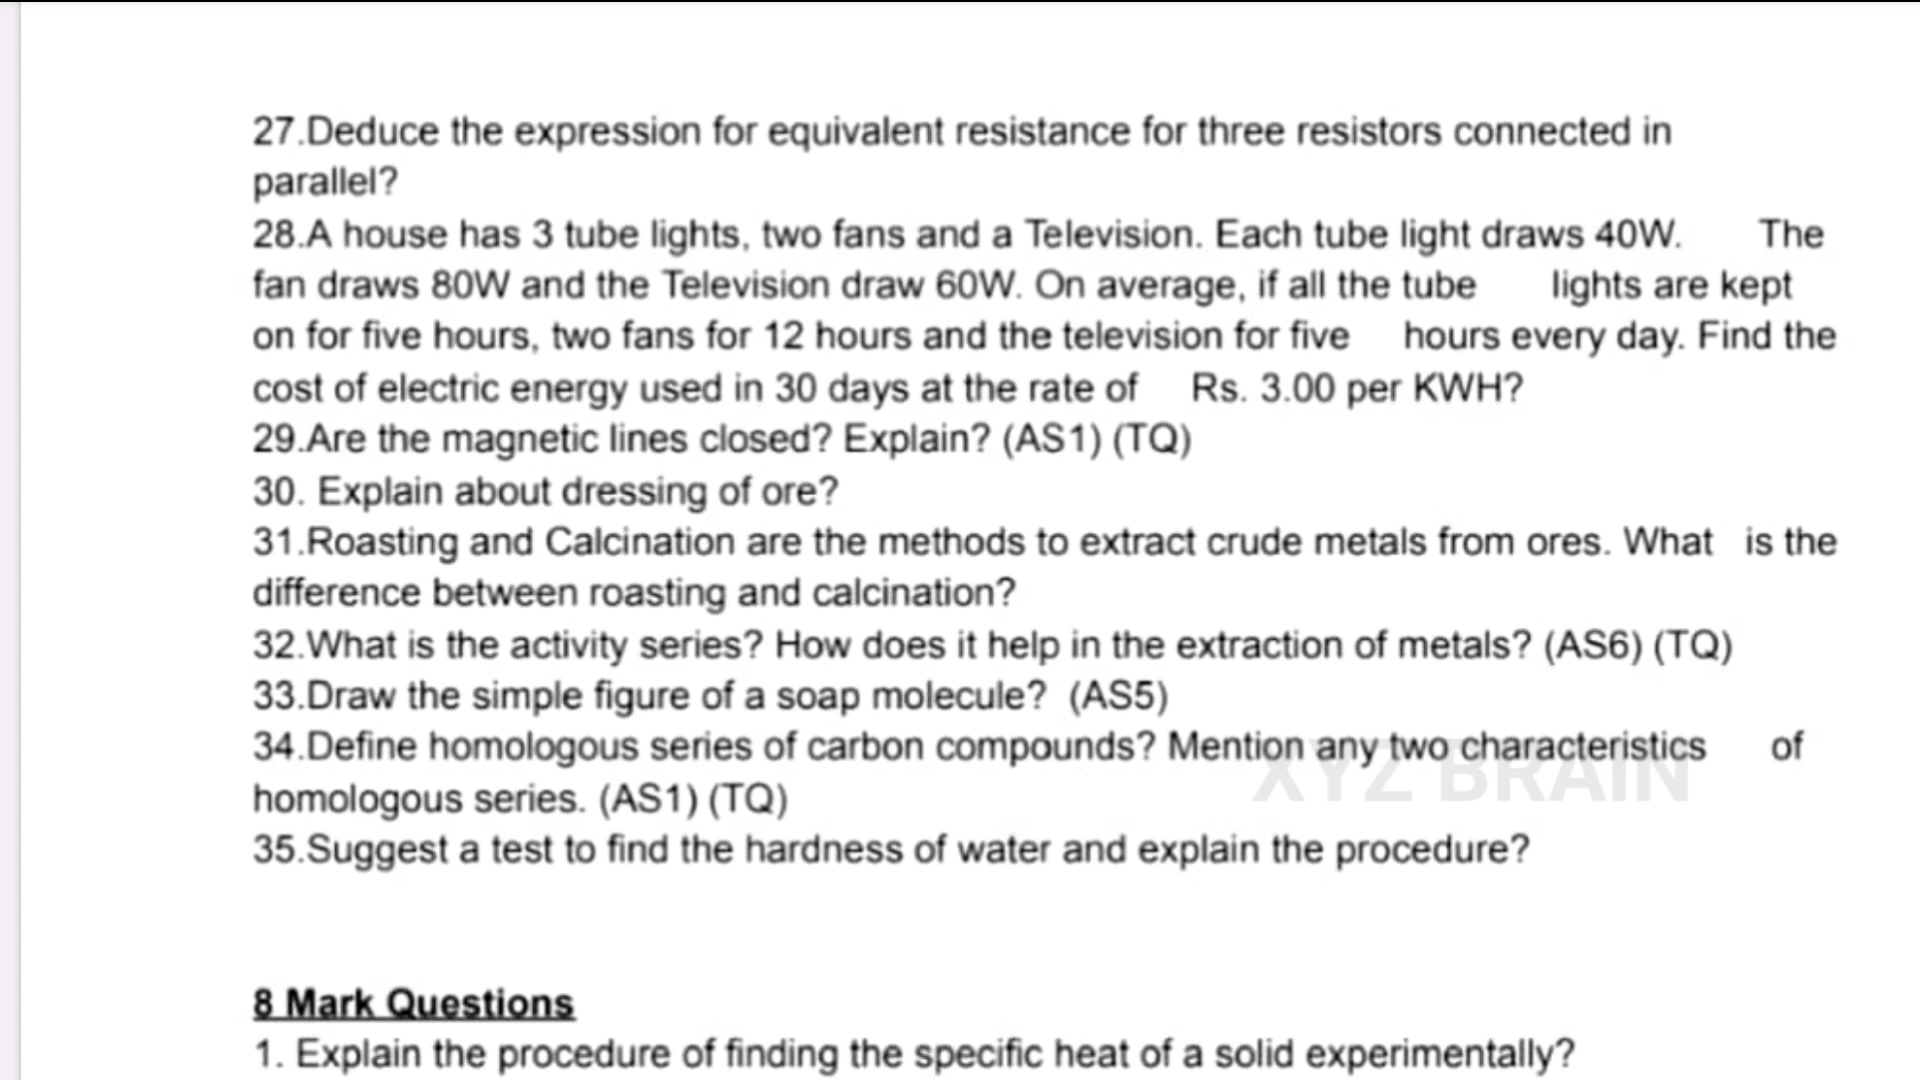 27.Deduce the expression for equivalent resistance for three resistors connected in
parallel?
28.A house has 3 tube lights, two fans and a Television. Each tube light draws 40W. The
fan draws 80W and the Television draw 60W. On average, if all the tube lights are kept
on for five hours, two fans for 12 hours and the television for five hours every day. Find the
cost of electric energy used in 30 days at the rate of Rs. 3.00 per KWH?
29.Are the magnetic lines closed? Explain? (AS1) (TQ)
30. Explain about dressing of ore?
31.Roasting and Calcination are the methods to extract crude metals from ores. What is the
difference between roasting and calcination?
32.What is the activity series? How does it help in the extraction of metals? (AS6) (TQ)
33.Draw the simple figure of a soap molecule? (AS5)
34.Define homologous series of carbon compounds? Mention any two characteristics of
XYZ BRAIN
homologous series. (AS1) (TQ)
35.Suggest a test to find the hardness of water and explain the procedure?
8 Mark Questions
1. Explain the procedure of finding the specific heat of a solid experimentally?